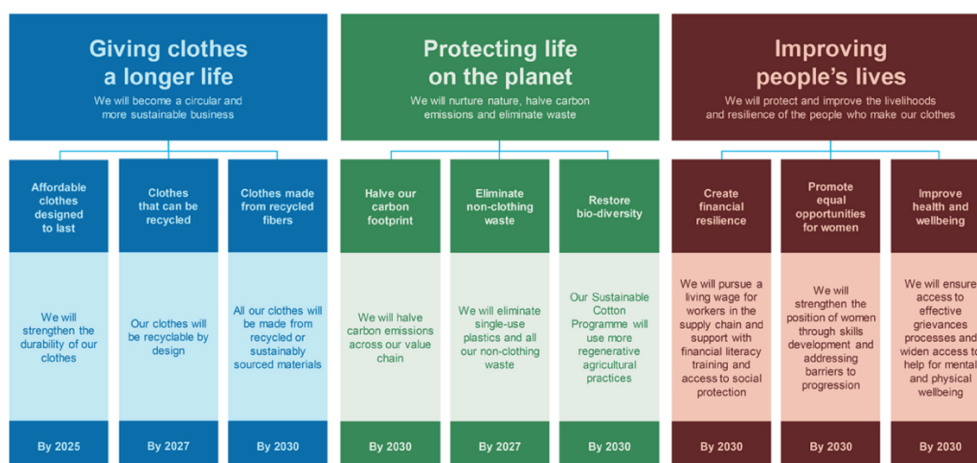 Giving clothes
a longer life
We will become a circular and
more sustainable business
Affordable
clothes
designed
to last
We will
strengthen the
durability of our
clothes
By 2025
Clothes
that can be
recycled
Our clothes will
be recyclable by
design
By 2027
Clothes made
from recycled
fibers
All our clothes will
be made from
recycled or
sustainably
sourced materials
By 2030
Protecting life
on the planet
We will nurture nature, halve carbon
emissions and eliminate waste
Halve our
carbon
footprint
We will halve
carbon emissions
across our value
chain
By 2030
Eliminate
non-clothing
waste
We will eliminate
single-use
plastics and all
our non-clothing
waste
By 2027
Restore
bio-diversity
Our Sustainable
Cotton
Programme will
use more
regenerative
agricultural
practices
By 2030
Improving
people's lives
We will protect and improve the livelihoods
and resilience of the people who make our clothes
Create
financial
resilience
We will pursue a
living wage for
workers in the
supply chain and
support with
financial literacy
training and
access to social
protection
By 2030
Promote
equal
opportunities
for women
We will
strengthen the
position of women
through skills
development and
addressing
barriers to
progression
By 2030
Improve
health and
wellbeing
We will ensure
access to
effective
grievances
processes and
widen access to
help for mental
and physical
wellbeing
By 2030